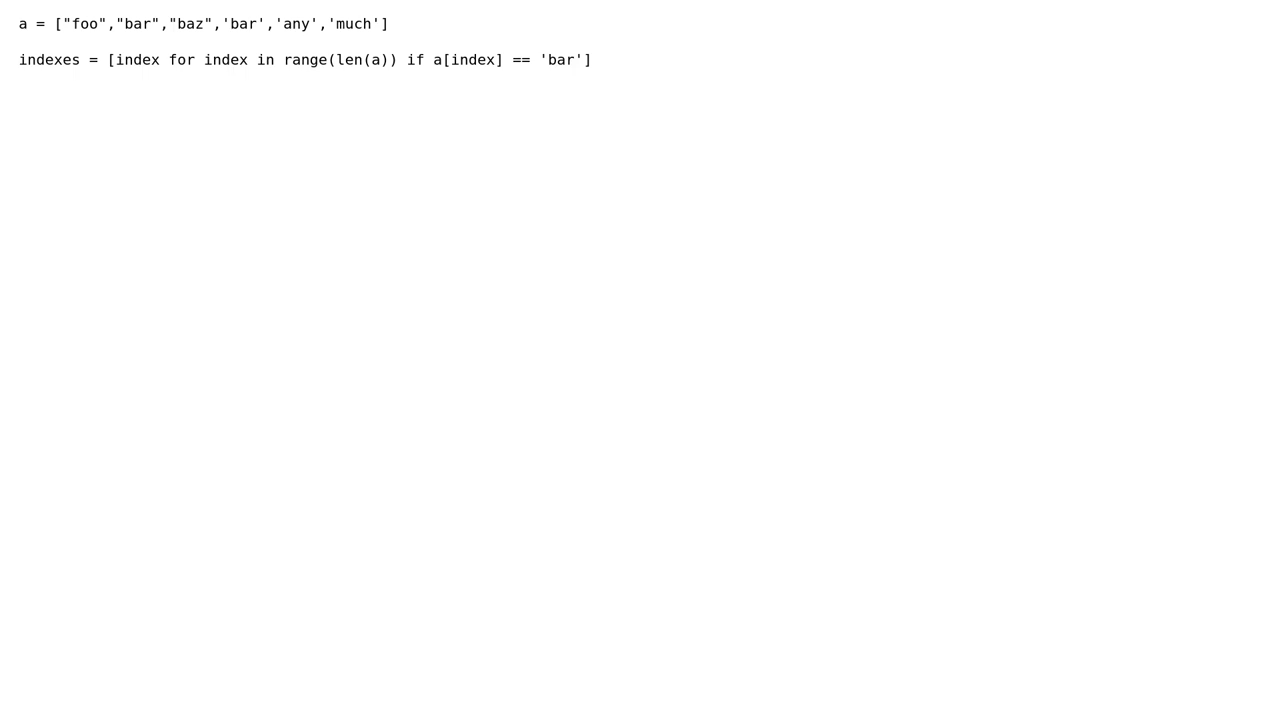 a = ["foo","bar","baz",'bar','any','much']
indexes = [index for index in range(len(a)) if a[index] == 'bar']